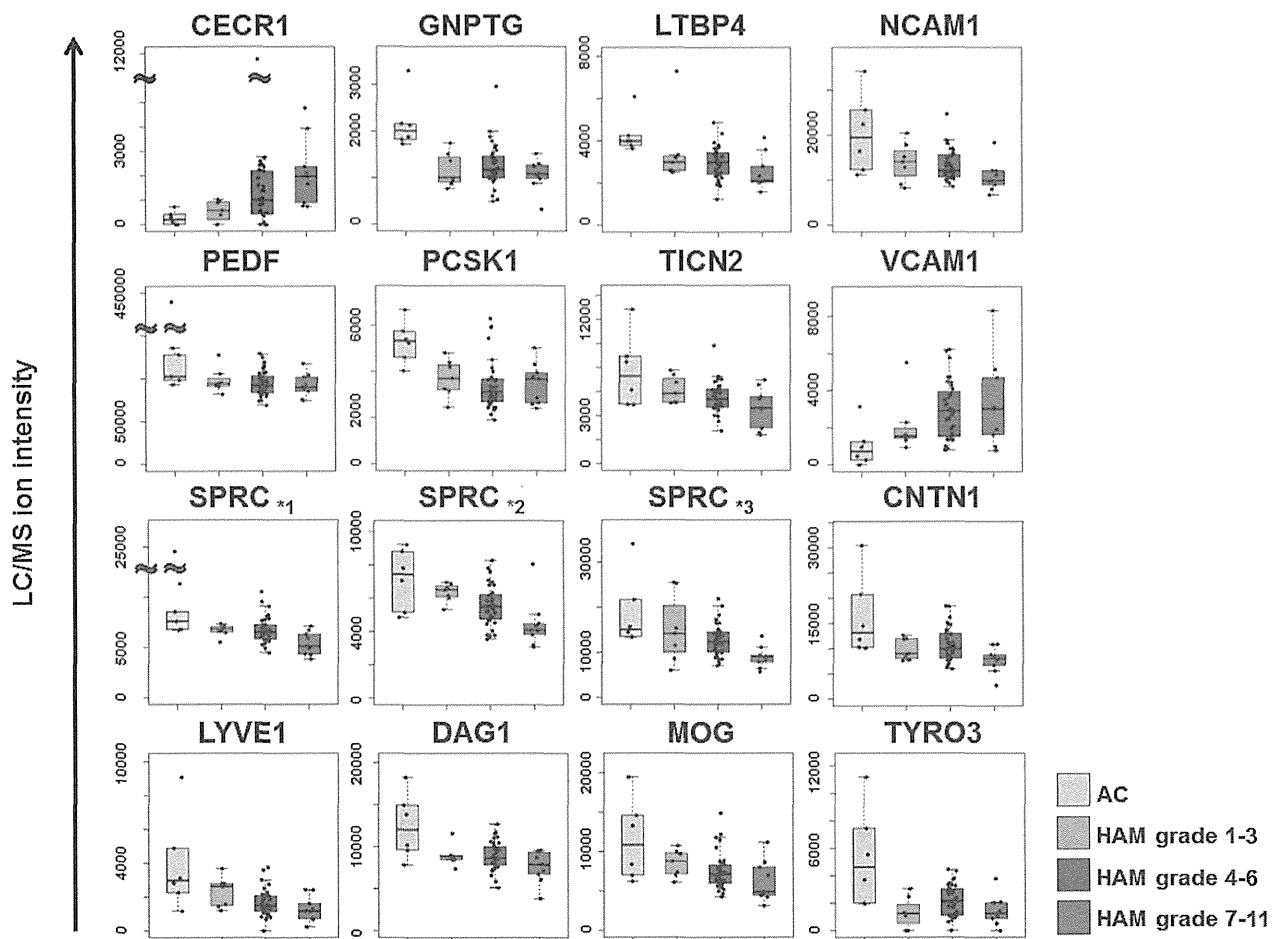 CECR1 GNPTG LTBP4 NCAM1
12000 3000 0
3000 2000 1000 0
8000 4000 0
20000 0
PEDF PCSK1 TICN2 VCAM1
450000 50000 0
6000 2000 0
12000 3000 0
8000 4000 0
LC/MS ion intensity
SPRC *1 SPRC *2 SPRC *3 CNTN1
25000 5000 0
10000 4000 0
30000 10000 0
30000 15000 0
LYVE1 DAG1 MOG TYRO3
10000 4000 0
20000 10000 0
20000 10000 0
12000 6000 0
AC
HAM grade 1-3
HAM grade 4-6
HAM grade 7-11